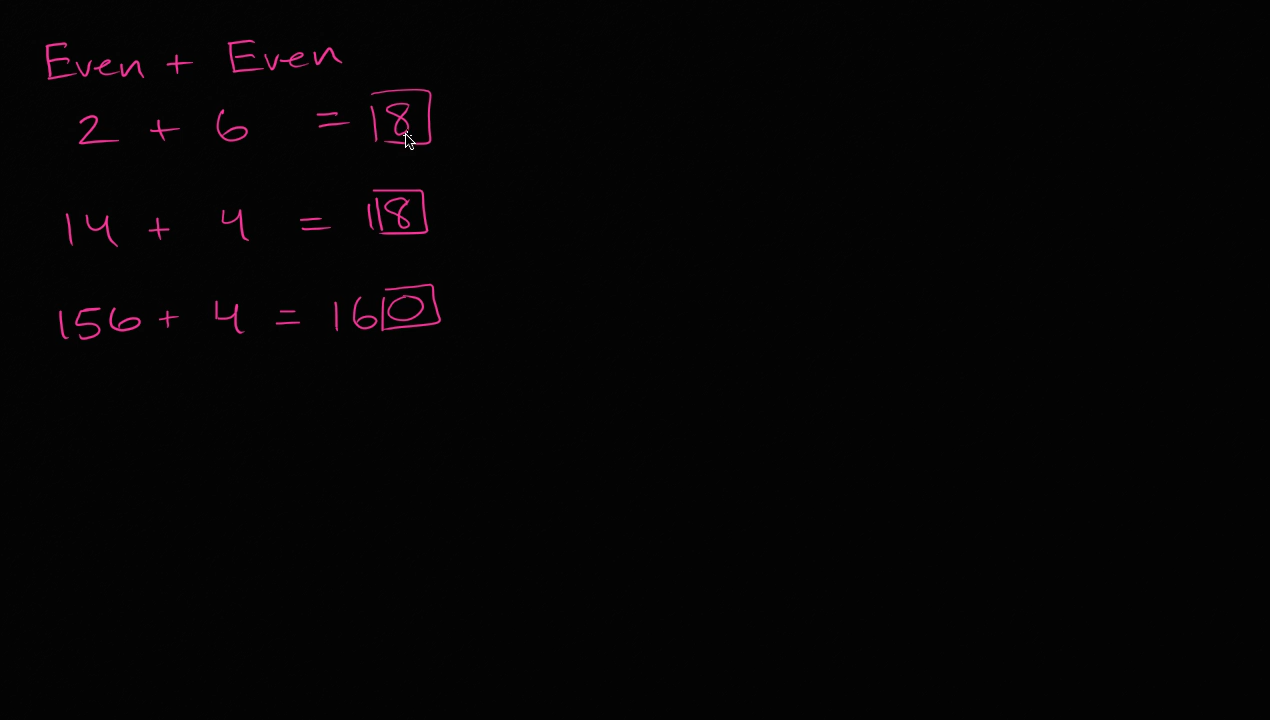 Even + Even
2 + 6 = 8
14 + 4 = 18
156 + 4 = 160